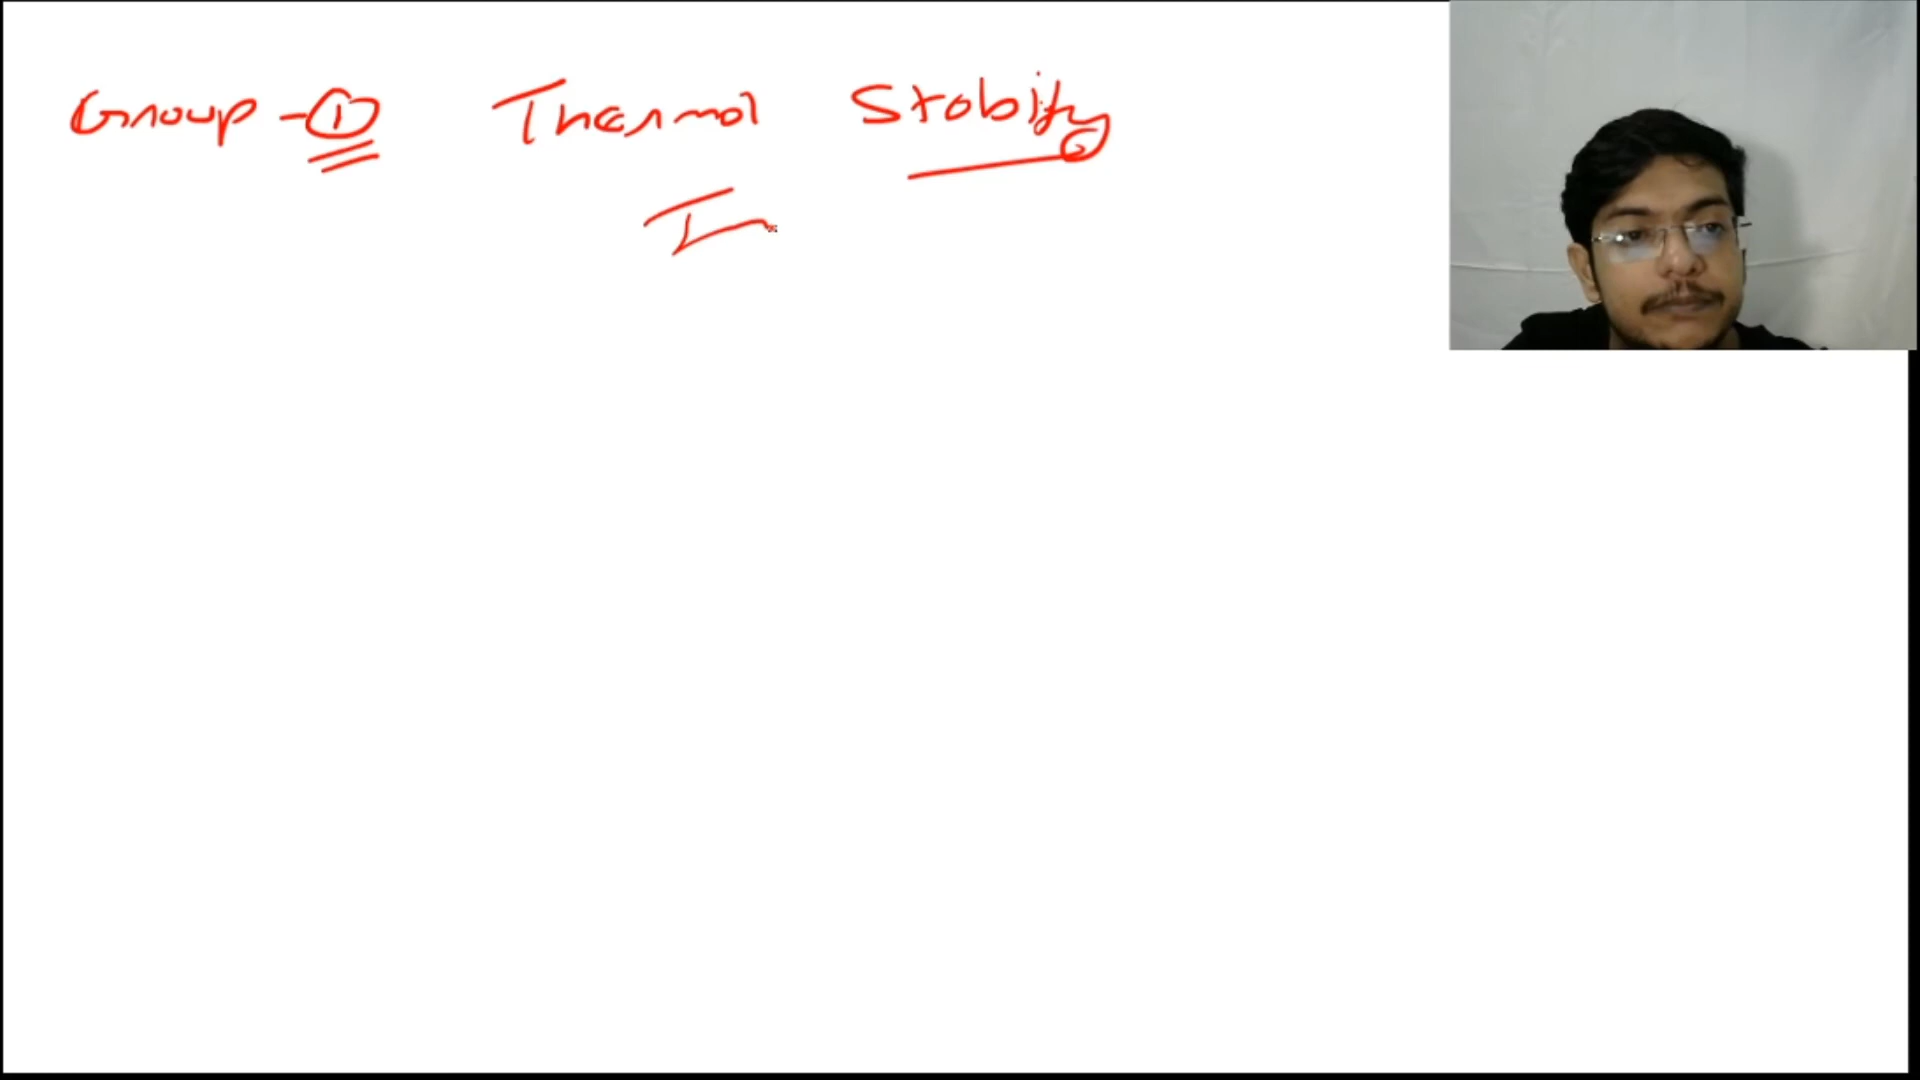 Group - ① Thermal Stability